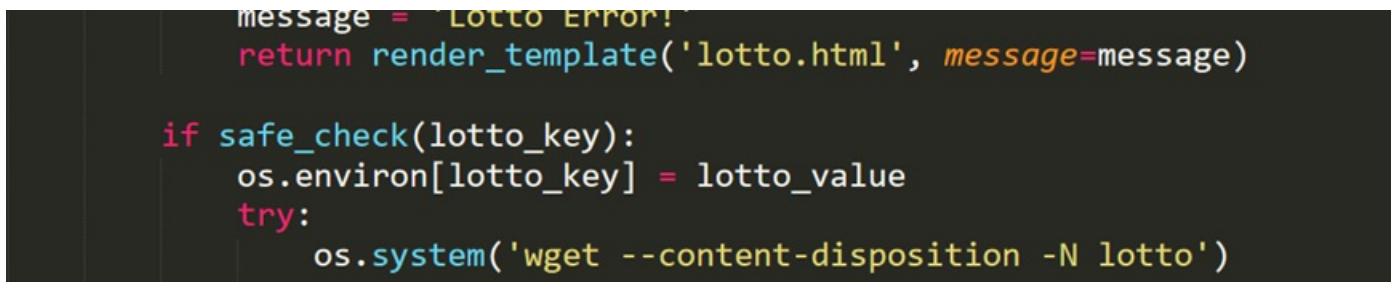 message = 'Lotto Error!'
return render_template('lotto.html', message=message)
if safe_check(lotto_key):
os.environ[lotto_key] = lotto_value
try:
os.system('wget --content-disposition -N lotto')